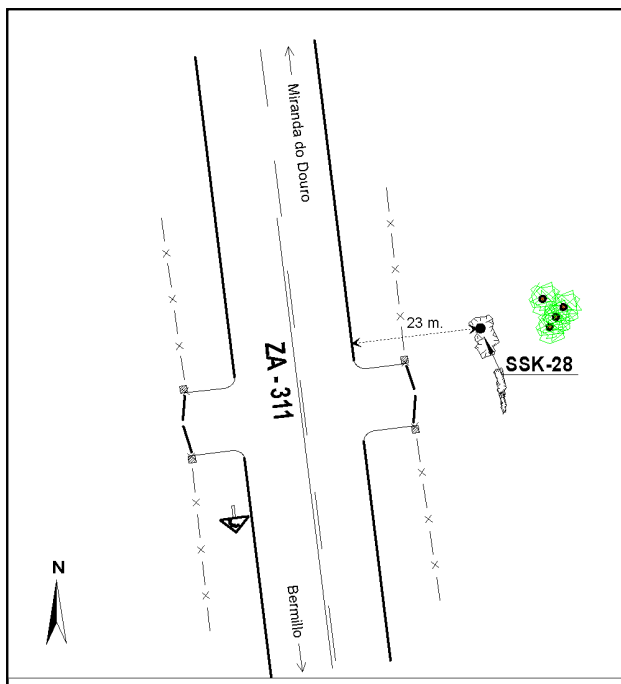 Miranda do Douro
23 m.
SSK-28
ZA - 311
Bermillo
N